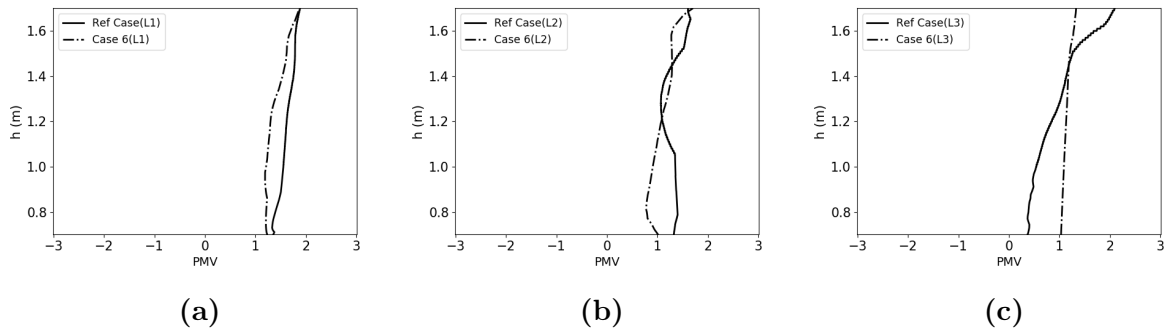 Ref Case(L1)
Case 6(L1)
1.6
1.4
1.2
1.0
0.8
h (m)
−3 −2 −1 0 1 2 3
PMV
(a)
Ref Case(L2)
Case 6(L2)
1.6
1.4
1.2
1.0
0.8
h (m)
−3 −2 −1 0 1 2 3
PMV
(b)
Ref Case(L3)
Case 6(L3)
1.6
1.4
1.2
1.0
0.8
h (m)
−3 −2 −1 0 1 2 3
PMV
(c)